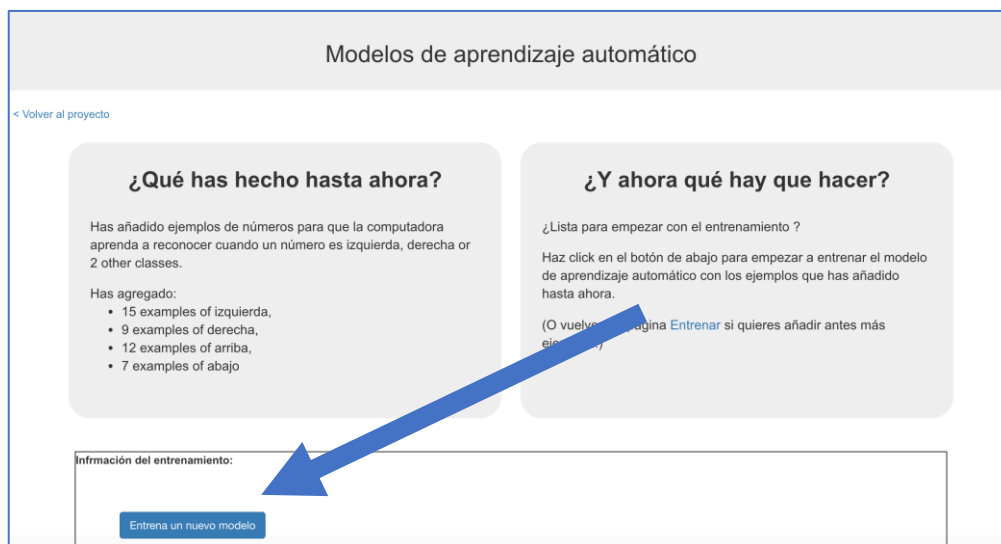 Modelos de aprendizaje automático
< Volver al proyecto
¿Qué has hecho hasta ahora?
Has añadido ejemplos de números para que la computadora
aprenda a reconocer cuando un número es izquierda, derecha or
2 other classes.
Has agregado:
• 15 examples of izquierda,
• 9 examples of derecha,
• 12 examples of arriba,
• 7 examples of abajo
¿Y ahora qué hay que hacer?
¿Lista para empezar con el entrenamiento ?
Haz click en el botón de abajo para empezar a entrenar el modelo
de aprendizaje automático con los ejemplos que has añadido
hasta ahora.
(O Entrenar si quieres añadir antes más
Infrmación del entrenamiento:
Entrena un nuevo modelo